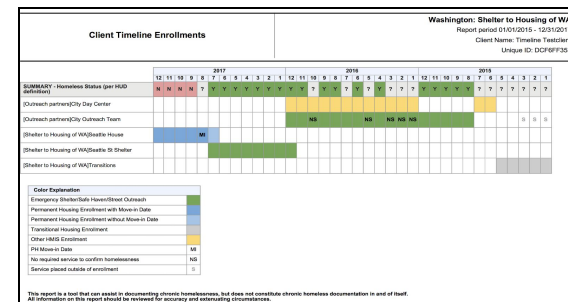 Client Timeline Enrollments
Washington: Shelter to Housing of WA
Report period 01/01/2015 - 12/31/201
Client Name: Timeline Testclien
Unique ID: DCF6FF35
2017 2016 2015
12 11 10 9 8 7 6 5 4 3 2 1 12 11 10 9 8 7 6 5 4 3 2 1 12 11 10 9 8 7 6 5 4 3 2 1
SUMMARY - Homeless Status (per HUD definition)
N N N N ? Y Y Y Y Y Y Y Y Y ? Y Y ? Y Y Y ? ? ? Y Y Y Y Y Y ? ? ? ? ?
[Outreach partners]City Day Center
[Outreach partners]City Outreach Team NS NS NS NS NS S S S
[Shelter to Housing of WA]Seattle House MI
[Shelter to Housing of WA]Seattle St Shelter
[Shelter to Housing of WA]Transitions
Color Explanation
Emergency Shelter/Safe Haven/Street Outreach
Permanent Housing Enrollment with Move-in Date
Permanent Housing Enrollment without Move-in Date
Transitional Housing Enrollment
Other HMIS Enrollment
PH Move-in Date MI
No required service to confirm homelessness NS
Service placed outside of enrollment S
This report is a tool that can assist in documenting chronic homelessness, but does not constitute chronic homeless documentation in and of itself.
All information on this report should be reviewed for accuracy and extenuating circumstances.